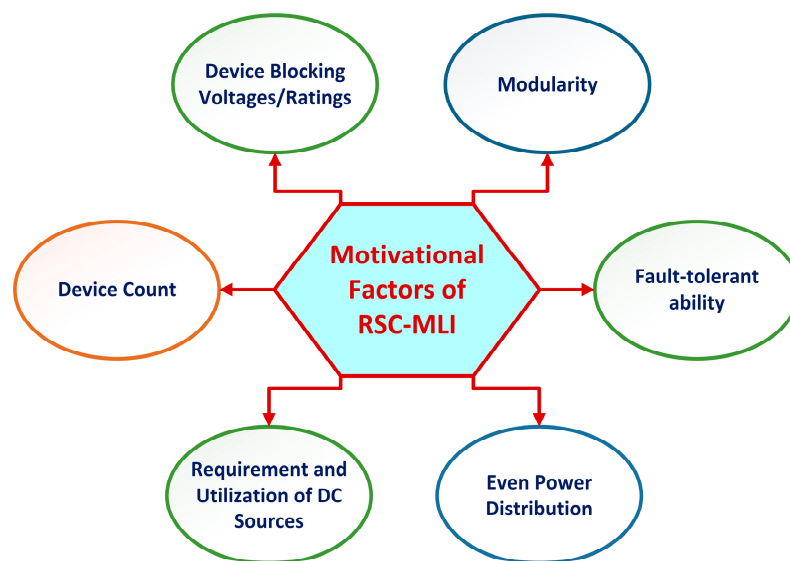 Device Blocking
Voltages/Ratings
Modularity
Motivational
Factors of
RSC-MLI
Device Count
Fault-tolerant
ability
Requirement and
Utilization of DC
Sources
Even Power
Distribution